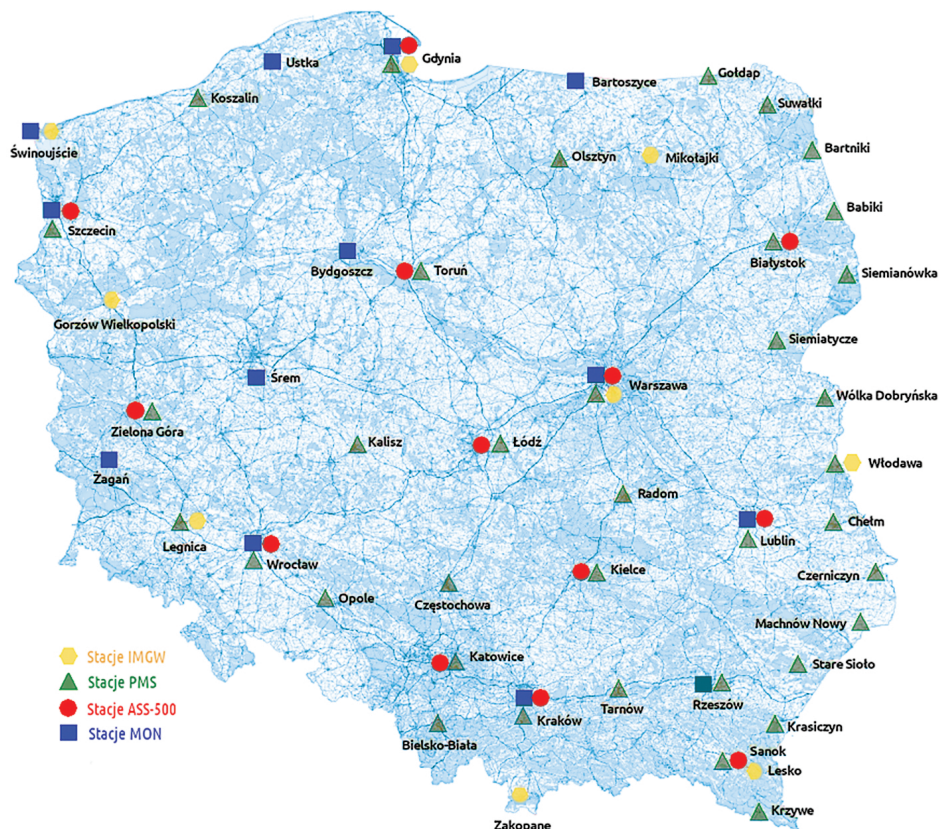 Gdynia
Ustka
Bartoszyce
Gołdap
Koszalin
Suwałki
Świnoujście
Olsztyn
Mikołajki
Bartniki
Babiki
Szczecin
Białystok
Bydgoszcz
Toruń
Siemianówka
Gorzów Wielkopolski
Siemiatycze
Śrem
Warszawa
Wólka Dobryńska
Zielona Góra
Kalisz
Łódź
Włodawa
Żagań
Radom
Legnica
Chełm
Lublin
Wrocław
Kielce
Czerniczyn
Opole
Częstochowa
Machnów Nowy
Stacje IMGW
Katowice
Stare Sioło
Stacje PMS
Stacje ASS-500
Tarnów
Rzeszów
Kraków
Krasiczyn
Stacje MON
Bielsko-Biała
Sanok
Lesko
Krzywe
Zakopane